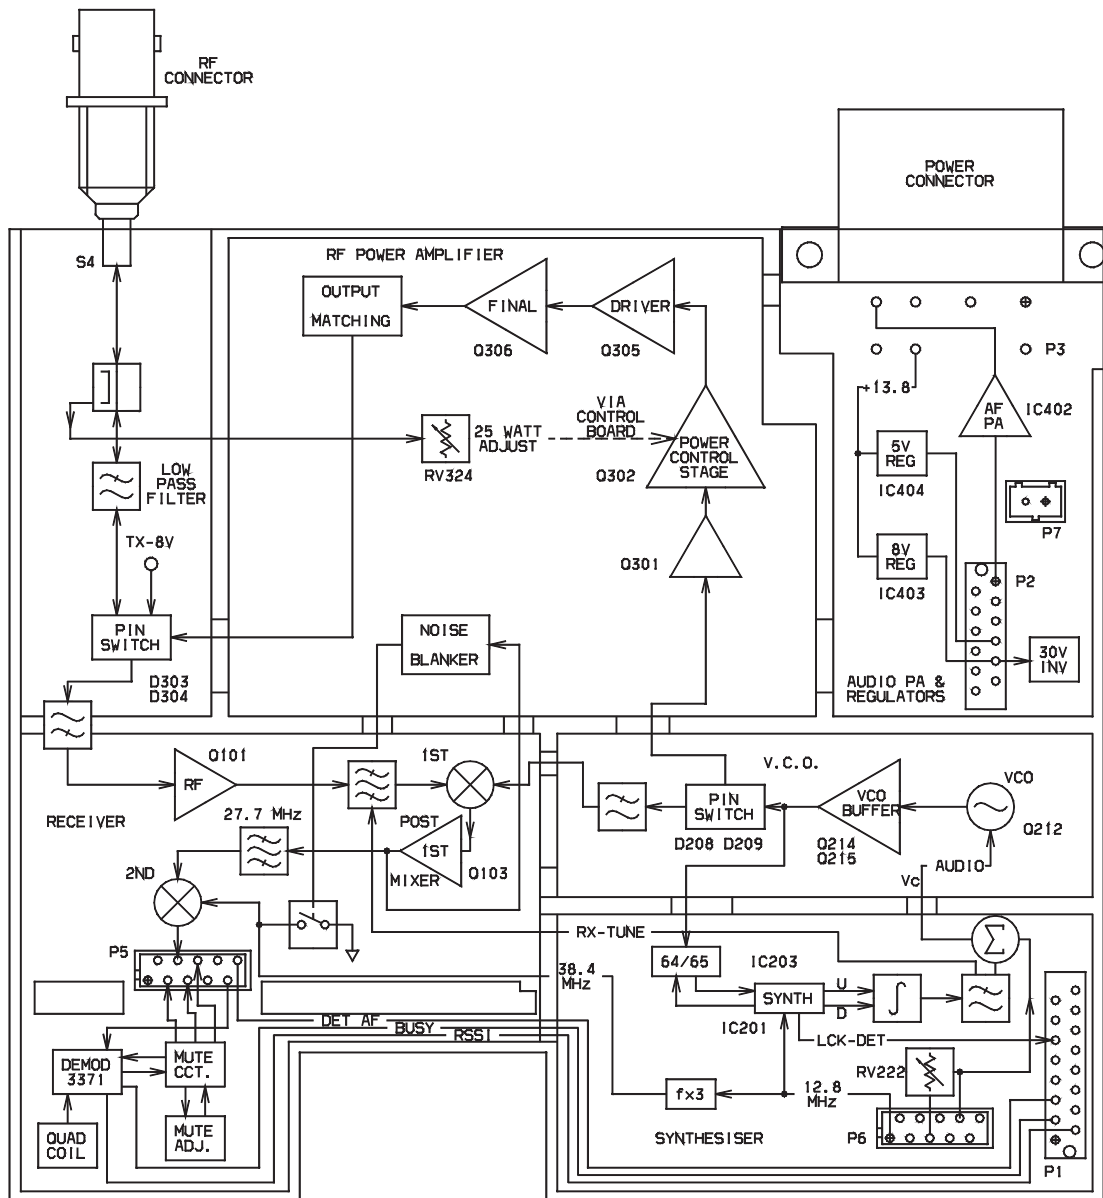 RF
CONNECTOR
POWER
CONNECTOR
S4
RF POWER AMPLIFIER
OUTPUT
MATCHING
FINAL
DRIVER
Q306
Q305
P3
+13.8
AF
PA
IC402
VIA
CONTROL
BOARD
25 WATT
ADJUST
RV324
POWER
CONTROL
STAGE
Q302
5V
REG
IC404
LOW
PASS
FILTER
P7
TX-8V
Q301
8V
REG
IC403
P2
PIN
SWITCH
NOISE
BLANKER
30V
INV
D303
D304
AUDIO PA &
REGULATORS
Q101
1ST
RF
V.C.O.
VCO
PIN
SWITCH
VCO
BUFFER
RECEIVER
27.7 MHz
POST
1ST
MIXER
Q103
D208 D209
Q214
Q215
Q212
AUDIO
Vc
2ND
RX-TUNE
Σ
P5
64/65
IC203
38.4
MHz
SYNTH
U
D
∫
IC201
DET AF
BUSY
RSSI
LCK-DET
DEMOD
3371
MUTE
CCT.
RV222
fx3
12.8
MHz
QUAD
COIL
MUTE
ADJ.
SYNTHESISER
P6
P1